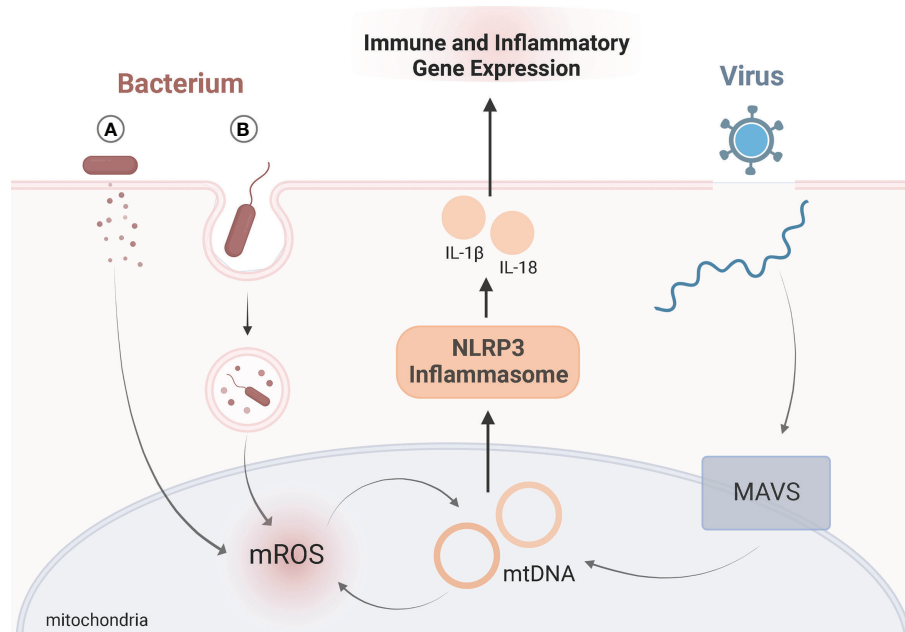 Immune and Inflammatory
Gene Expression
Bacterium
Virus
A
B
IL-1β
IL-18
NLRP3
Inflammasome
MAVS
mROS
mtDNA
mitochondria